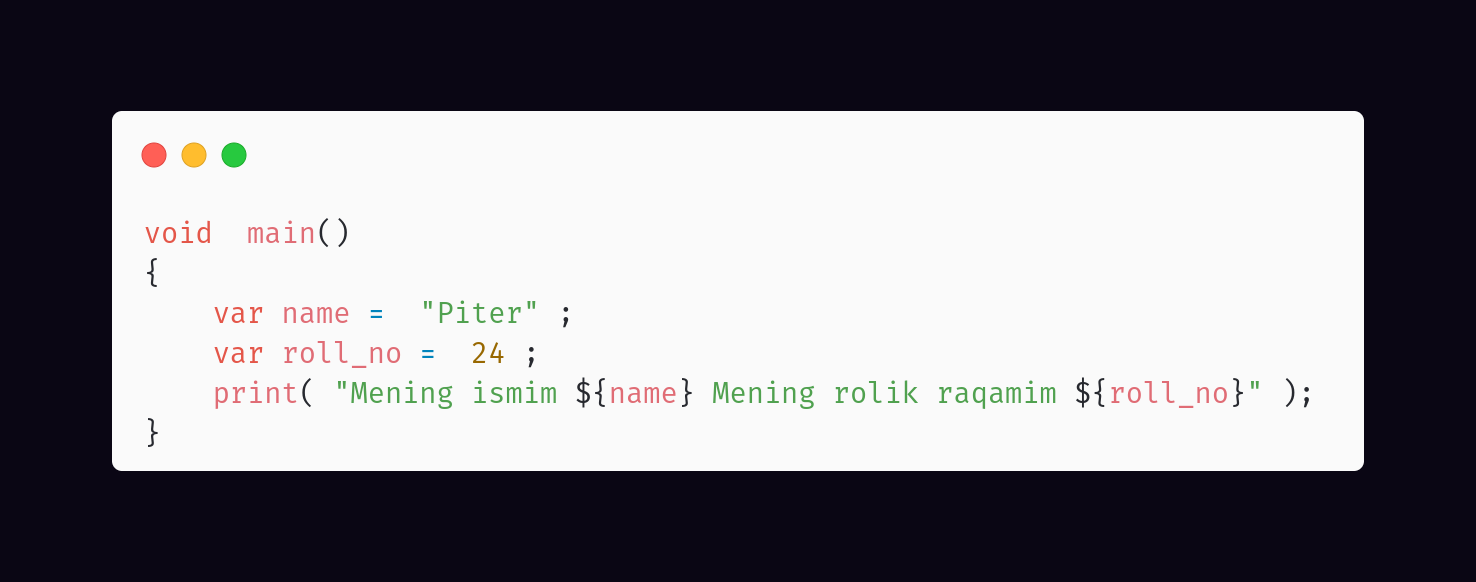 void  main()
{
    var name =  "Piter" ;
    var roll_no =  24 ;
    print( "Mening ismim ${name} Mening rolik raqamim ${roll_no}" );
}